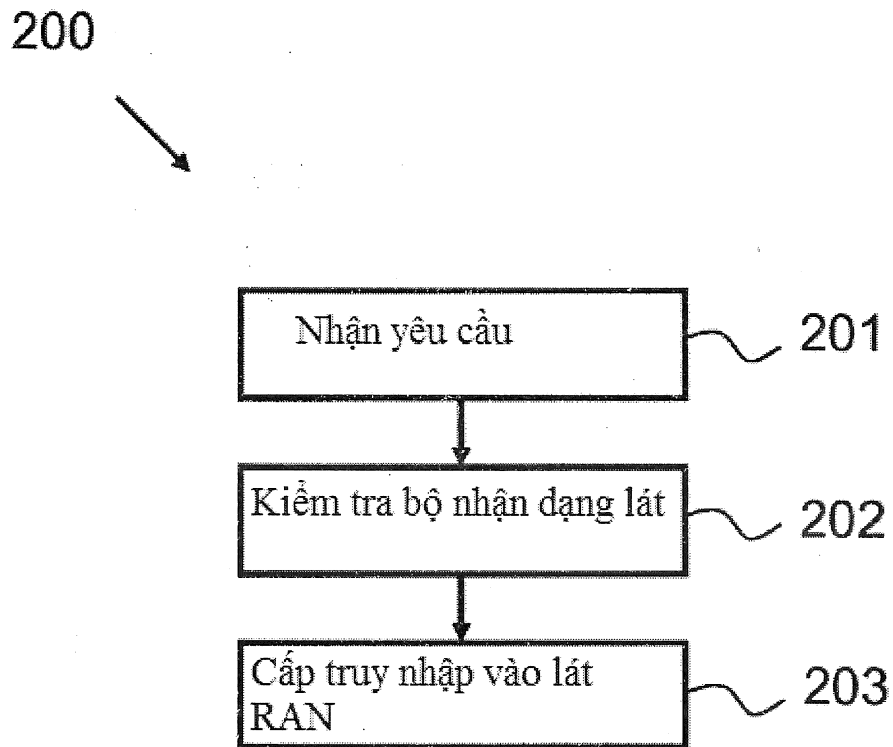 200
Nhận yêu cầu
201
Kiểm tra bộ nhận dạng lát
202
Cấp truy nhập vào lát
RAN
203